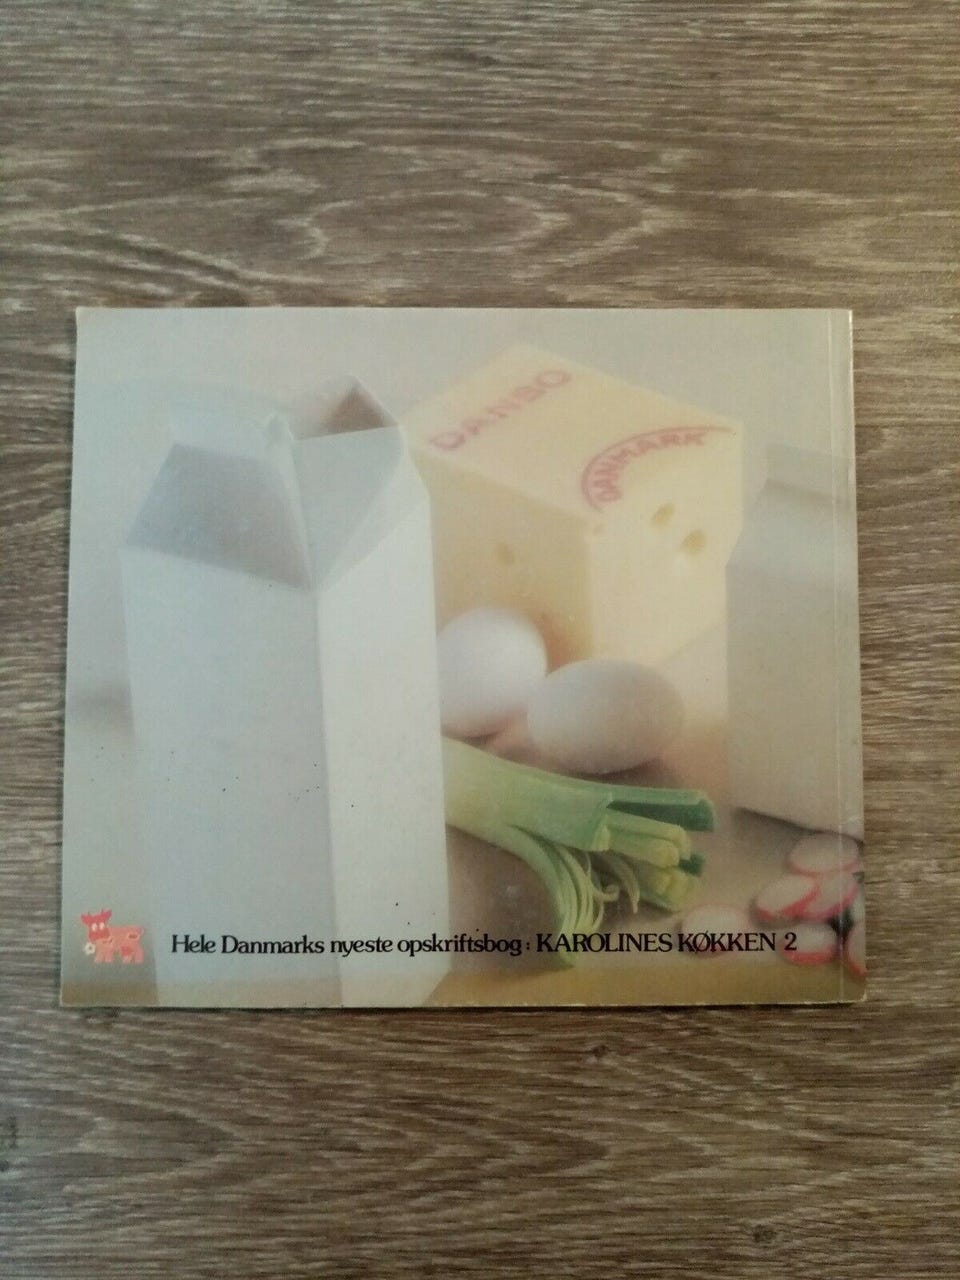 DANBO
DANMARK
Hele Danmarks nyeste opskriftsbog: KAROLINES KØKKEN 2